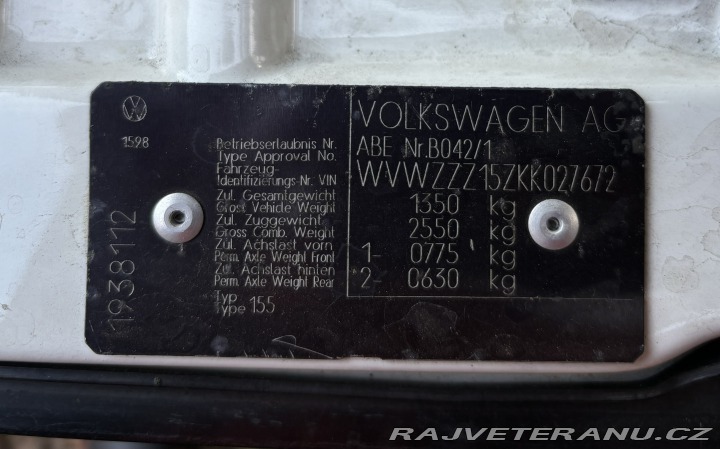 VW
1598
1938112
Betriebserlaubnis Nr.
Type Approval No.
Fahrzeug-
Identifizierungs-Nr. VIN
Zul. Gesamtgewicht
Gross Vehicle Weight
Zul. Zuggewicht
Gross Comb. Weight
Zul. Achslast vorn
Perm. Axle Weight Front
Zul. Achslast hinten
Perm. Axle Weight Rear
Typ
Type 155
VOLKSWAGEN AG
ABE Nr.B042/1
WVWZZZ15ZKK027672
1350 kg
2550 kg
1- 0775 kg
2- 0630 kg
RAJVETERANU.CZ